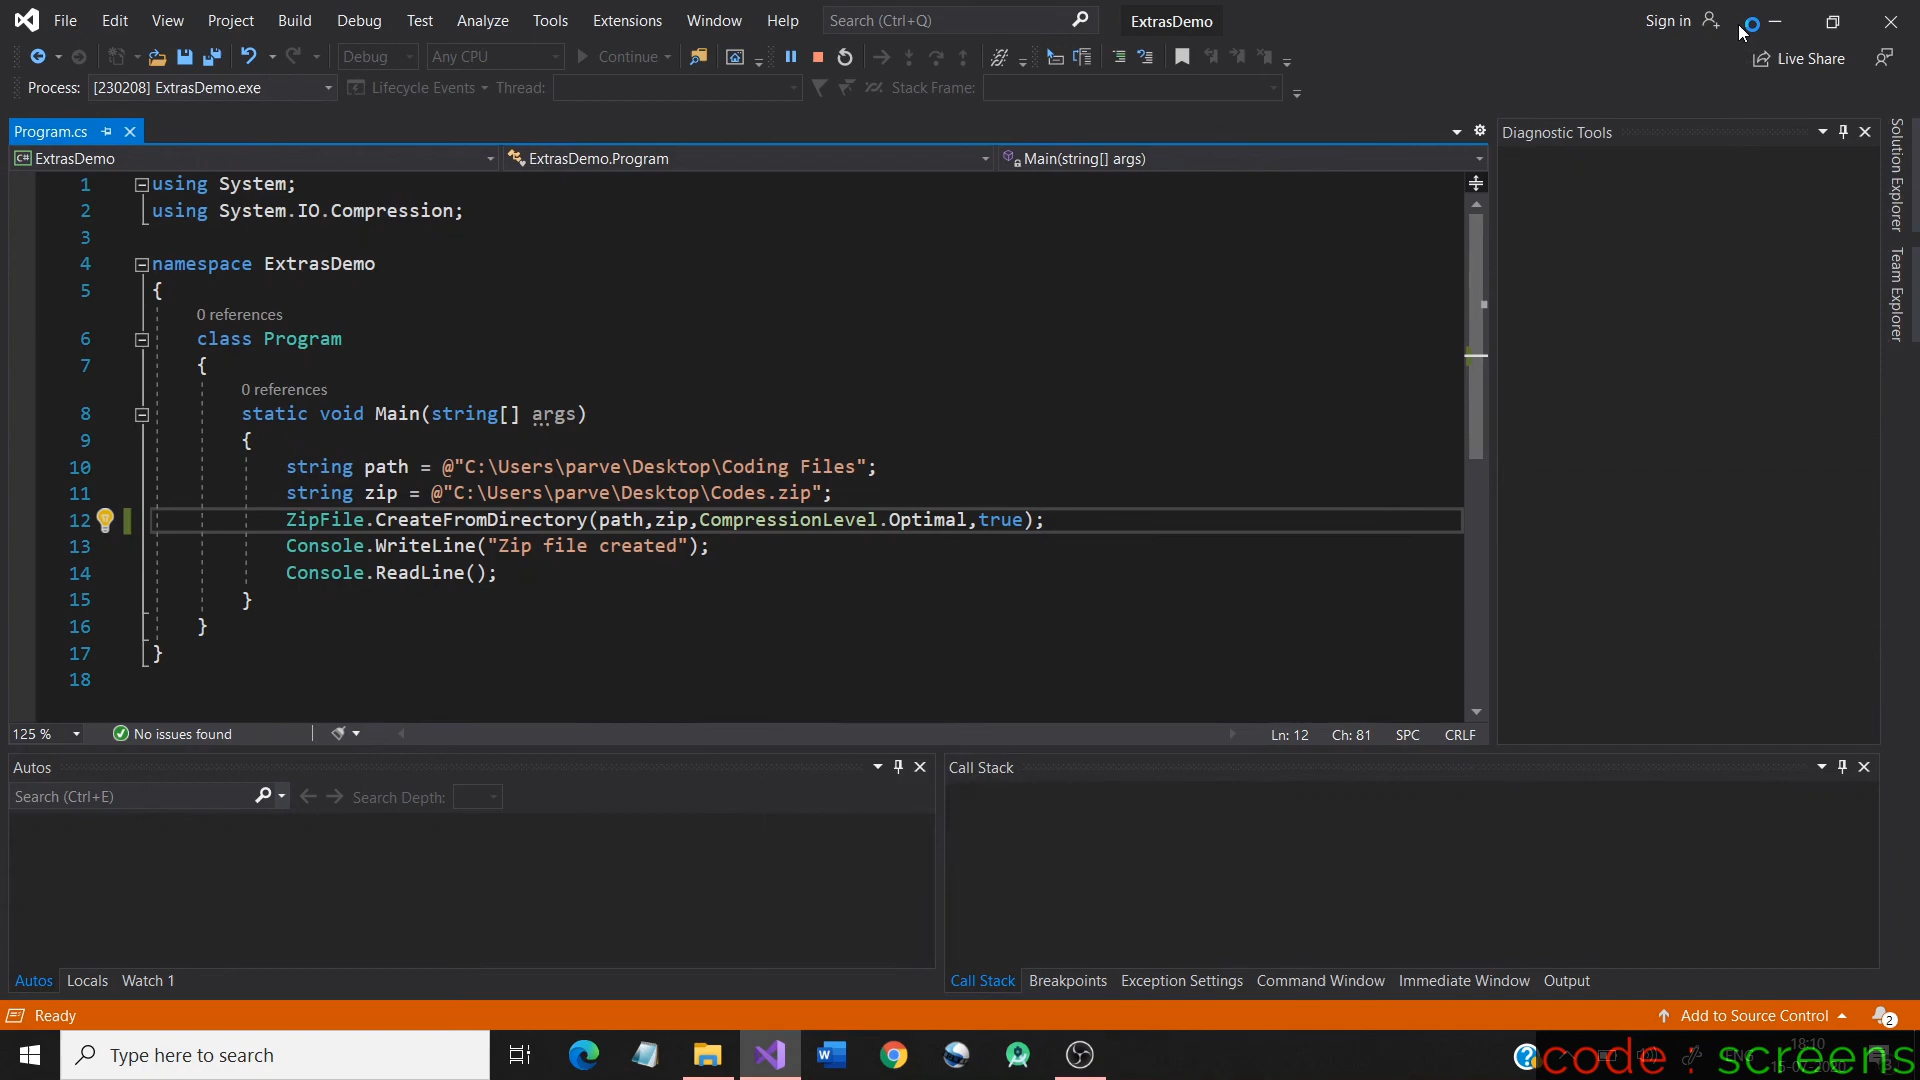 File Edit View Project Build Debug Test Analyze Tools Extensions Window Help Search (Ctrl+Q) ExtrasDemo Sign in
Debug Any CPU Continue Live Share
Process: [230208] ExtrasDemo.exe Lifecycle Events Thread: Stack Frame:
Program.cs
ExtrasDemo ExtrasDemo.Program Main(string[] args)
1 using System;
2 using System.IO.Compression;
3
4 namespace ExtrasDemo
5 {
0 references
6 class Program
7 {
0 references
8 static void Main(string[] args)
9 {
10 string path = @"C:\Users\parve\Desktop\Coding Files";
11 string zip = @"C:\Users\parve\Desktop\Codes.zip";
12 ZipFile.CreateFromDirectory(path,zip,CompressionLevel.Optimal,true);
13 Console.WriteLine("Zip file created");
14 Console.ReadLine();
15 }
16 }
17 }
18
125 % No issues found Ln: 12 Ch: 81 SPC CRLF
Diagnostic Tools
Solution Explorer
Team Explorer
Autos
Search (Ctrl+E) Search Depth:
Autos Locals Watch 1
Call Stack
Call Stack Breakpoints Exception Settings Command Window Immediate Window Output
Ready Add to Source Control 2
Type here to search
ENG 18:10
15-07-2020
code : screens